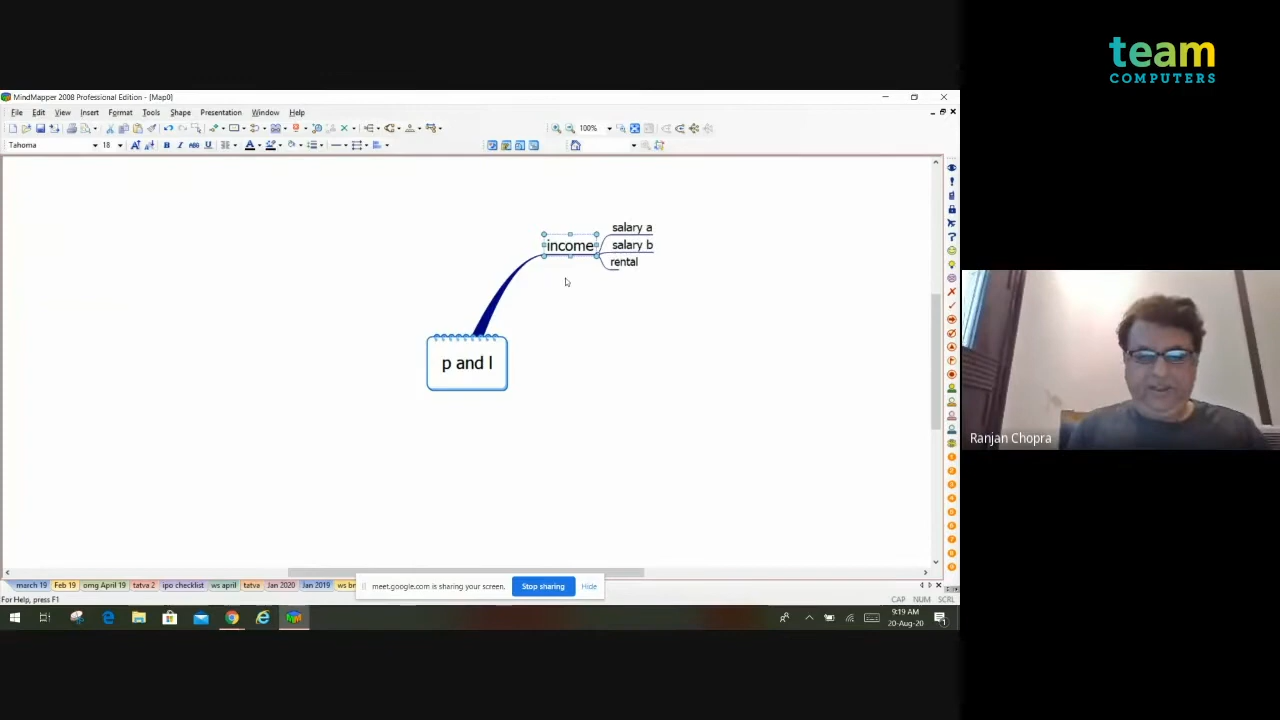 team
COMPUTERS
MindMapper 2008 Professional Edition - [Map0]
File Edit View Insert Format Tools Shape Presentation Window Help
100%
Tahoma 18
salary a
income
salary b
rental
p and l
Ranjan Chopra
march 19 Feb 19 omg April 19 tatva 2 ipo checklist ws april tatva Jan 2020 Jan 2019 ws br
meet.google.com is sharing your screen. Stop sharing Hide
For Help, press F1
CAP NUM SCRL
9:19 AM
20-Aug-20